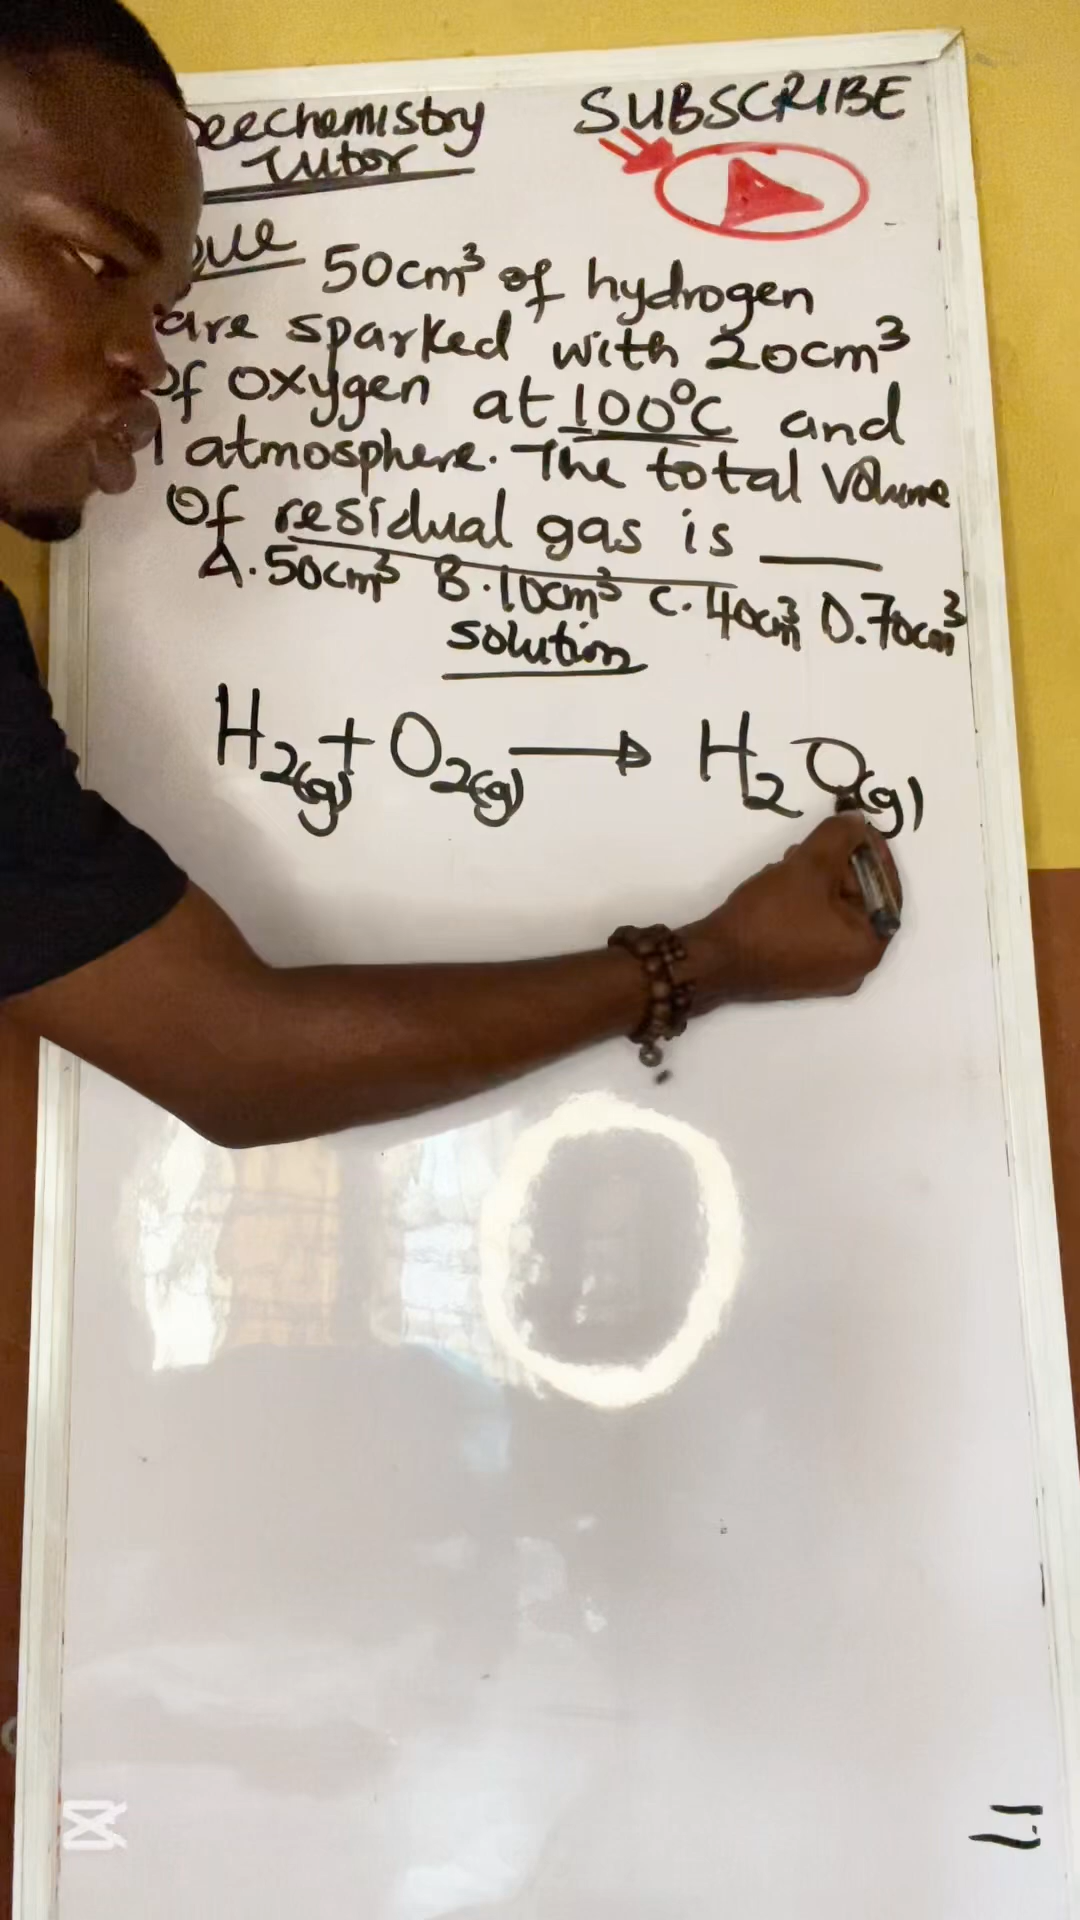 eechemistry
Tutor
SUBSCRIBE
50cm³ of hydrogen
are sparked with 20cm³
of oxygen at 100°C and
1 atmosphere. The total volume
of residual gas is ___
A. 50cm³ B. 10cm³ C. 40cm³ D. 70cm³
solution
H₂(g) + O₂(g) → H₂O(g)